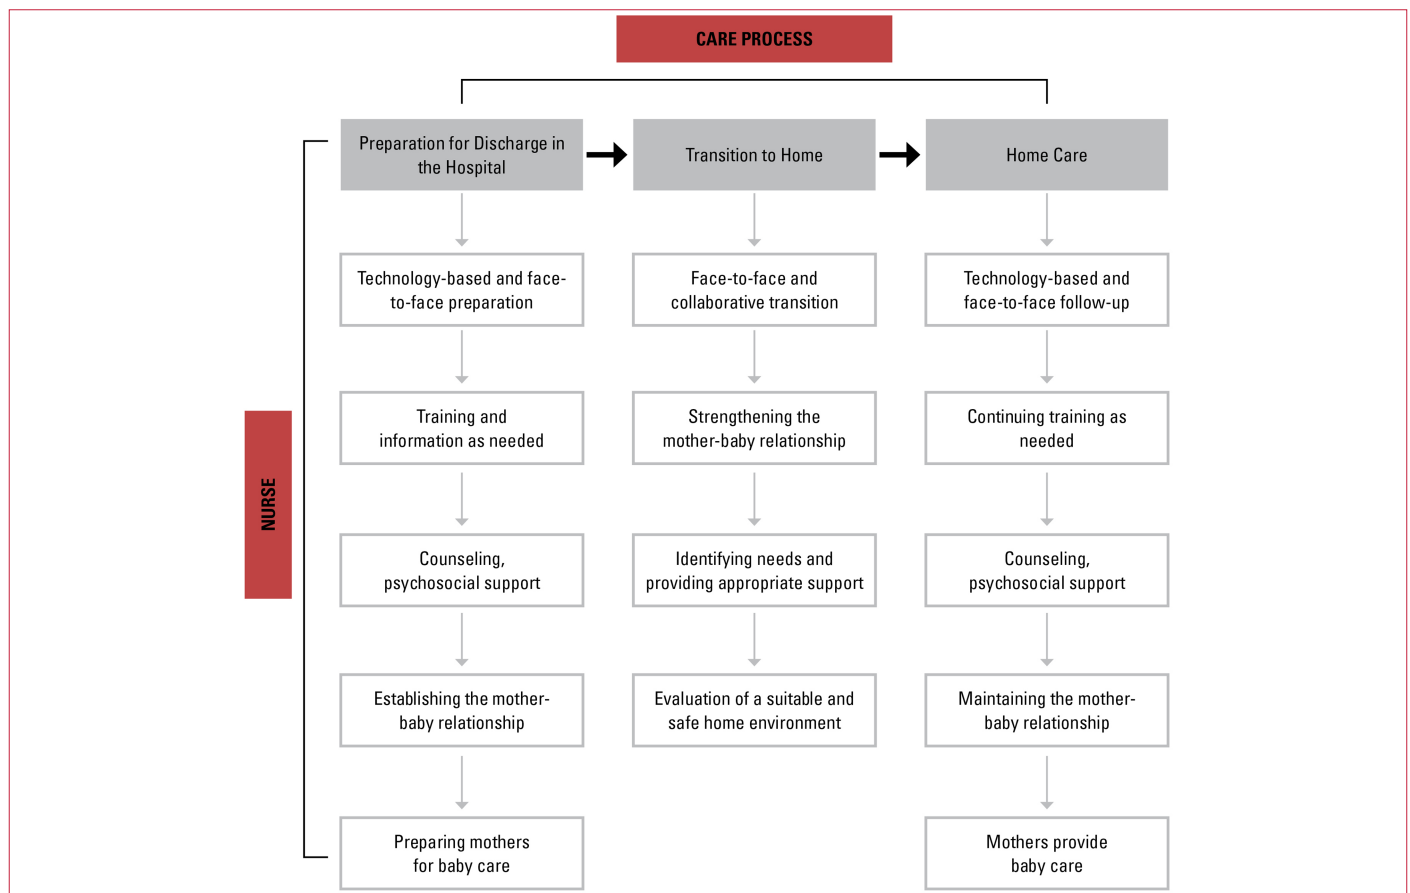 CARE PROCESS
NURSE
Preparation for Discharge in
the Hospital
Transition to Home
Home Care
Technology-based and face-
to-face preparation
Face-to-face and
collaborative transition
Technology-based and
face-to-face follow-up
Training and
information as needed
Strengthening the
mother-baby relationship
Continuing training as
needed
Counseling,
psychosocial support
Identifying needs and
providing appropriate support
Counseling,
psychosocial support
Establishing the mother-
baby relationship
Evaluation of a suitable and
safe home environment
Maintaining the mother-
baby relationship
Preparing mothers
for baby care
Mothers provide
baby care